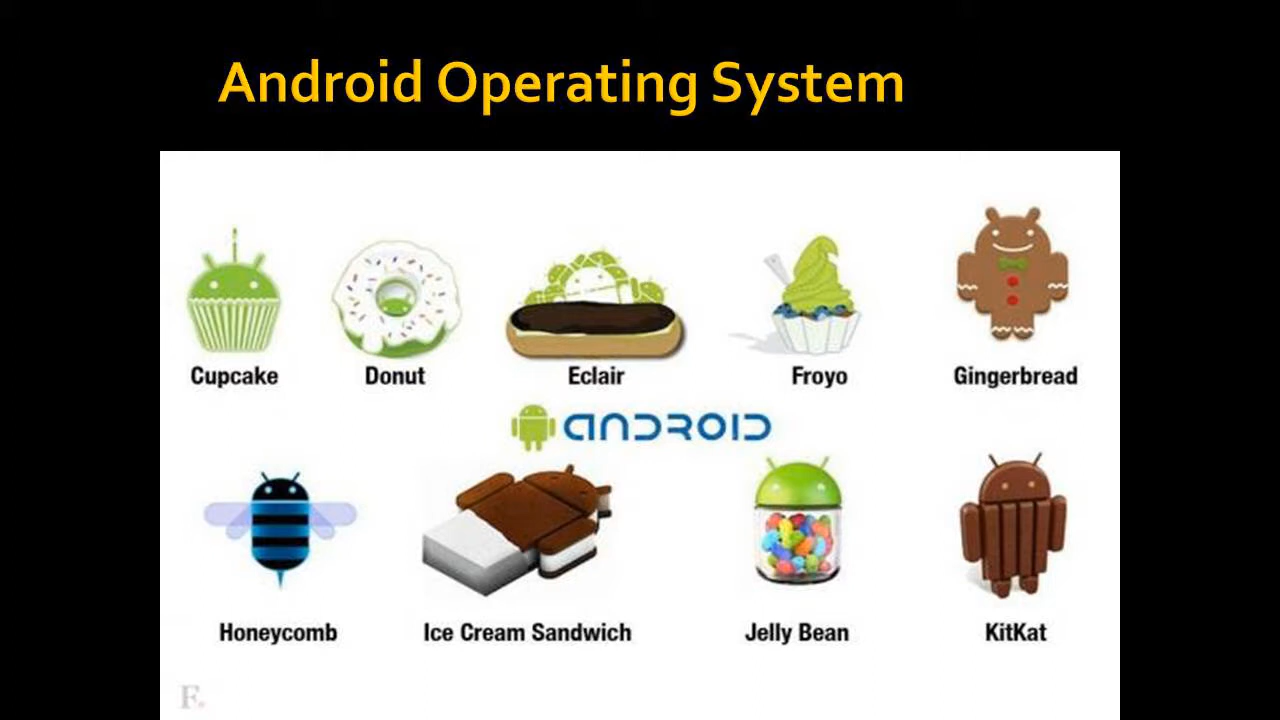 Android Operating System
Cupcake Donut Eclair Froyo Gingerbread
ANDROID
Honeycomb Ice Cream Sandwich Jelly Bean KitKat
F.